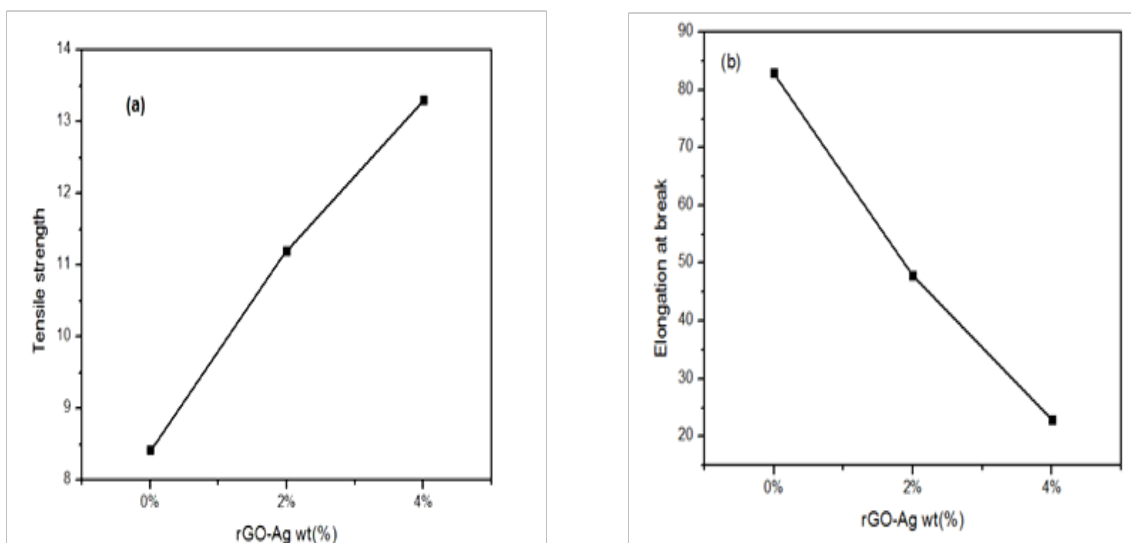 (a)
Tensile strength
14
13
12
11
10
9
8
0% 2% 4%
rGO-Ag wt(%)
(b)
Elongation at break
90
80
70
60
50
40
30
20
0% 2% 4%
rGO-Ag wt(%)